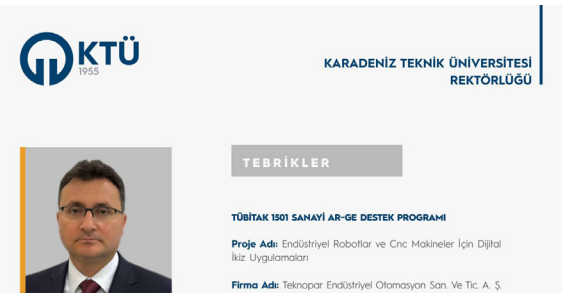 KTÜ
1955
KARADENİZ TEKNİK ÜNİVERSİTESİ
REKTÖRLÜĞÜ
TEBRİKLER
TÜBİTAK 1501 SANAYİ AR-GE DESTEK PROGRAMI
Proje Adı: Endüstriyel Robotlar ve Cnc Makineler İçin Dijital
İkiz Uygulamaları
Firma Adı: Teknopar Endüstriyel Otomasyon San. Ve Tic. A. Ş.